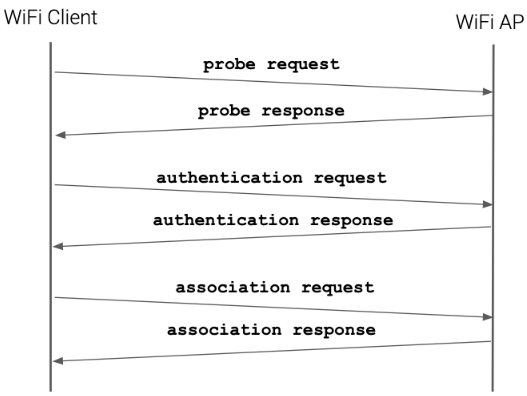 WiFi Client
WiFi AP
probe request
probe response
authentication request
authentication response
association request
association response